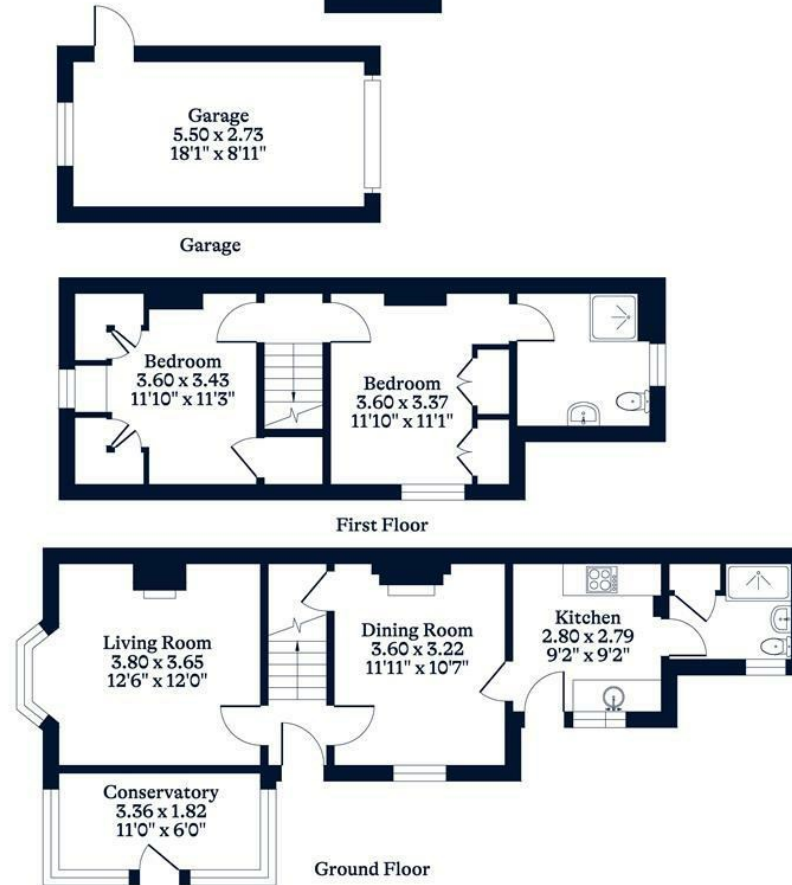 Garage
5.50 x 2.73
18'1" x 8'11"
Garage
Bedroom
3.60 x 3.43
11'10" x 11'3"
Bedroom
3.60 x 3.37
11'10" x 11'1"
First Floor
Living Room
3.80 x 3.65
12'6" x 12'0"
Dining Room
3.60 x 3.22
11'11" x 10'7"
Kitchen
2.80 x 2.79
9'2" x 9'2"
Conservatory
3.36 x 1.82
11'0" x 6'0"
Ground Floor